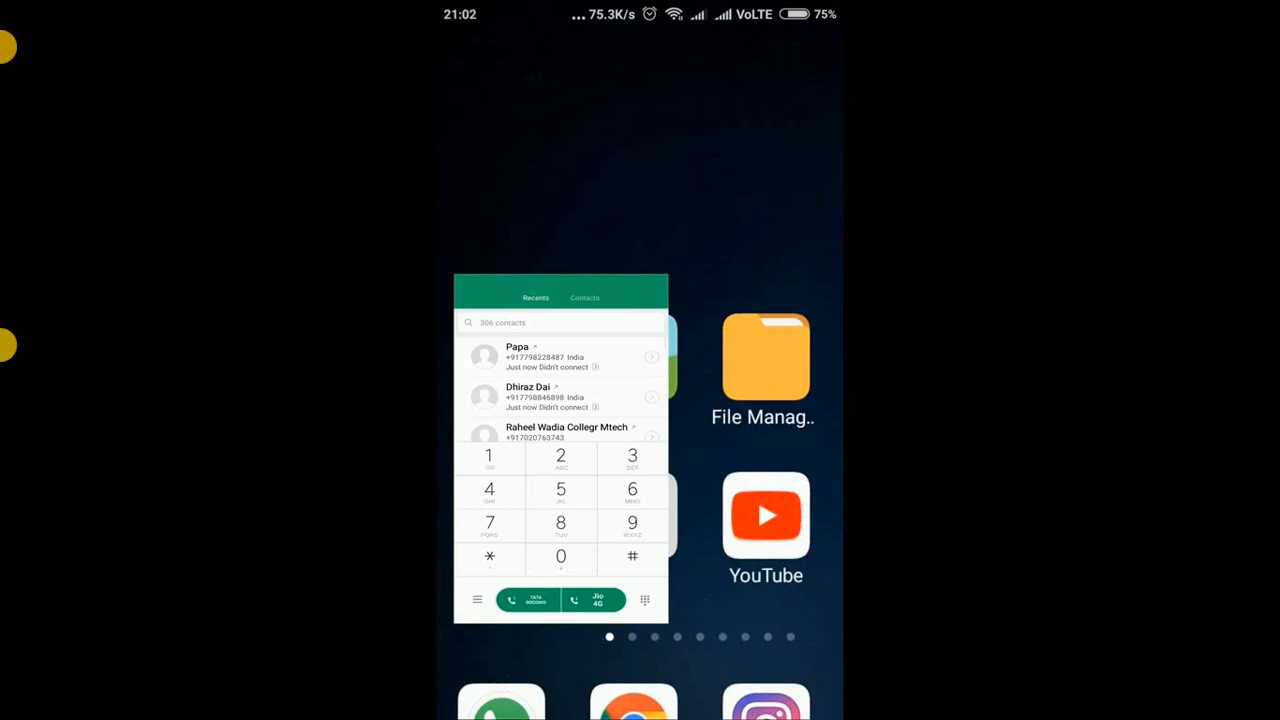 21:02
... 75.3K/s VoLTE 75%
Recents Contacts
306 contacts
Papa
+917798228487 India
Just now Didn't connect
Dhiraz Dai
+917798846898 India
Just now Didn't connect
Raheel Wadia Collegr Mtech
+917020763743
1 2 3
ABC DEF
4 5 6
GHI JKL MNO
7 8 9
PQRS TUV WXYZ
* 0 #
TATA
DOCOMO
Jio
4G
File Manag..
YouTube